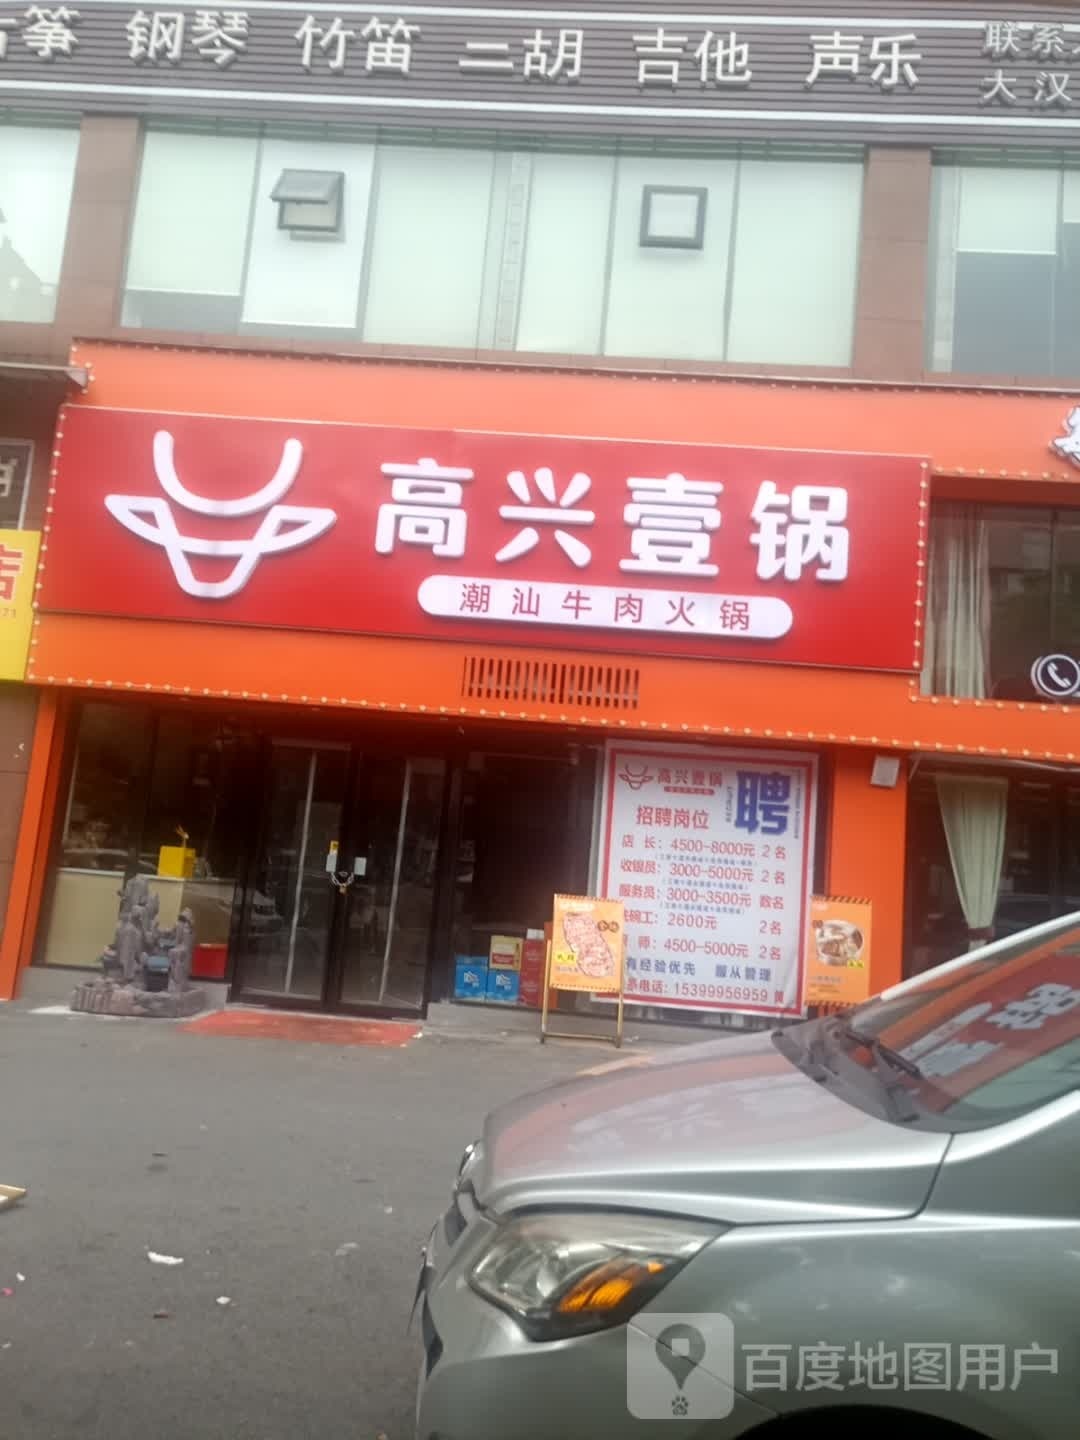 筝 钢琴 竹笛 二胡 吉他 声乐
联系
大汉
高兴壹锅
潮汕牛肉火锅
店
高兴壹锅
聘
招聘岗位
店 长：4500-8000元 2名
收银员：3000-5000元 2名
服务员：3000-3500元 数名
洗碗工：2600元 2名
师：4500-5000元 2名
有经验优先 服从管理
电话：15399956959 黄
百度地图用户